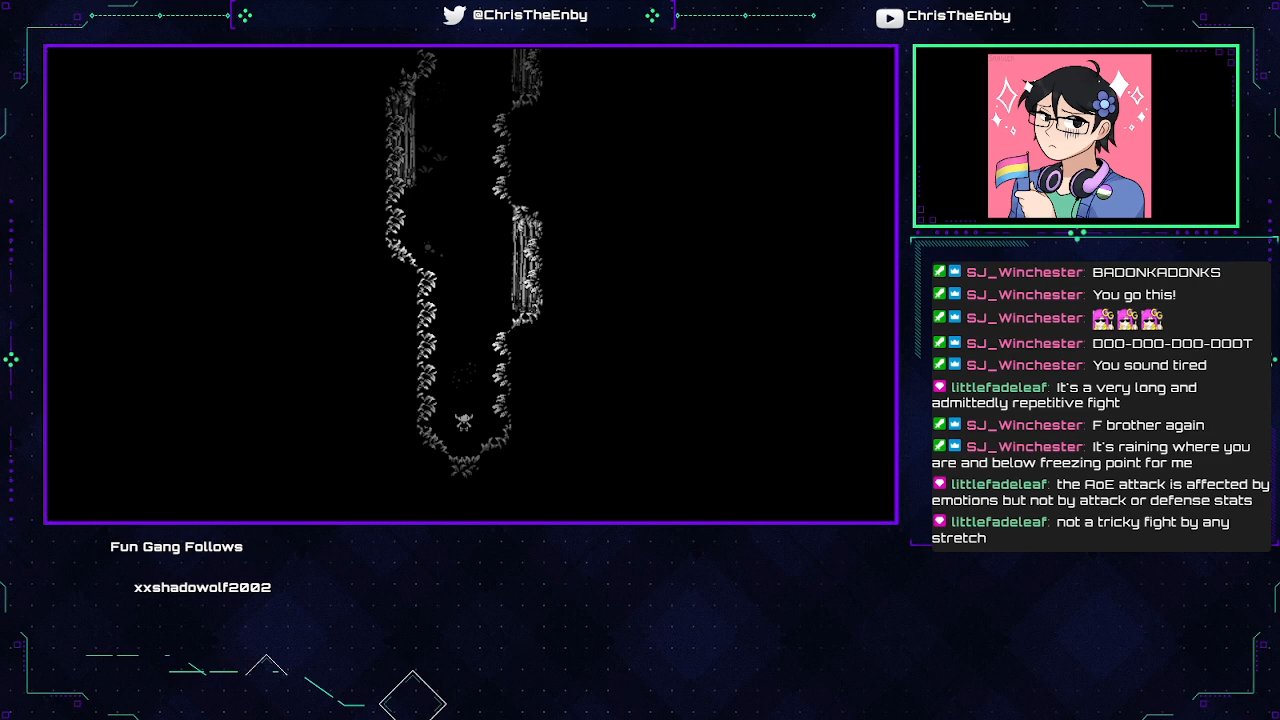 @ChrisTheEnby
ChrisTheEnby
SJ_Winchester: BADONKADONKS
SJ_Winchester: You go this!
SJ_Winchester:
SJ_Winchester: DOO-DOO-DOO-DOOT
SJ_Winchester: You sound tired
littlefadeleaf: It's a very long and
admittedly repetitive fight
SJ_Winchester: F brother again
SJ_Winchester: It's raining where you
are and below freezing point for me
littlefadeleaf: the AoE attack is affected by
emotions but not by attack or defense stats
littlefadeleaf: not a tricky fight by any
stretch
Fun Gang Follows
xxshadowolf2002